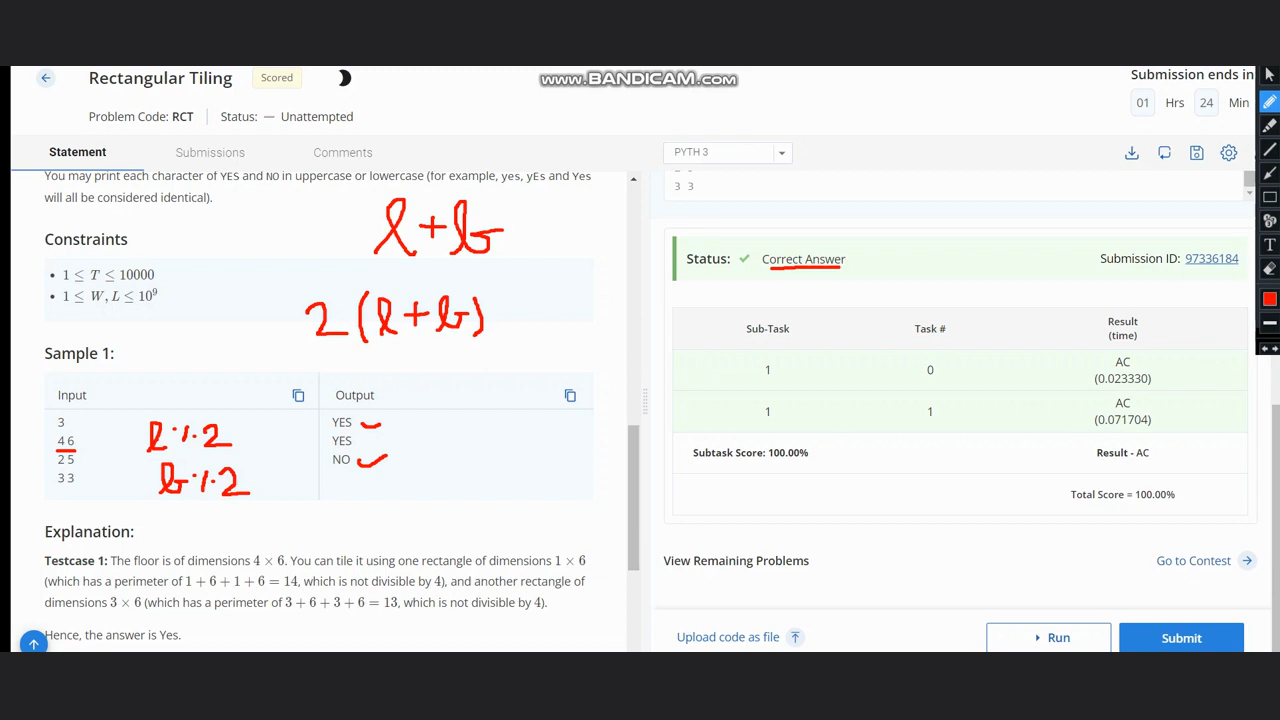 Rectangular Tiling
Scored
www.BANDICAM.com
Submission ends in
Problem Code: RCT
Status: — Unattempted
01 Hrs 24 Min
Statement
Submissions
Comments
PYTH 3
You may print each character of YES and NO in uppercase or lowercase (for example, yes, yEs and Yes
will all be considered identical).
l+b
Constraints
1 ≤ T ≤ 10000
1 ≤ W, L ≤ 10^9
2(l+b)
Sample 1:
Input
Output
3
4 6
2 5
3 3
l%2
b%2
YES
YES
NO
Explanation:
Testcase 1: The floor is of dimensions 4 × 6. You can tile it using one rectangle of dimensions 1 × 6
(which has a perimeter of 1 + 6 + 1 + 6 = 14, which is not divisible by 4), and another rectangle of
dimensions 3 × 6 (which has a perimeter of 3 + 6 + 3 + 6 = 13, which is not divisible by 4).
Hence, the answer is Yes.
3 3
Status: ✓ Correct Answer
Submission ID: 97336184
Sub-Task
Task #
Result
(time)
1
0
AC
(0.023330)
1
1
AC
(0.071704)
Subtask Score: 100.00%
Result - AC
Total Score = 100.00%
View Remaining Problems
Go to Contest
Upload code as file
Run
Submit
T